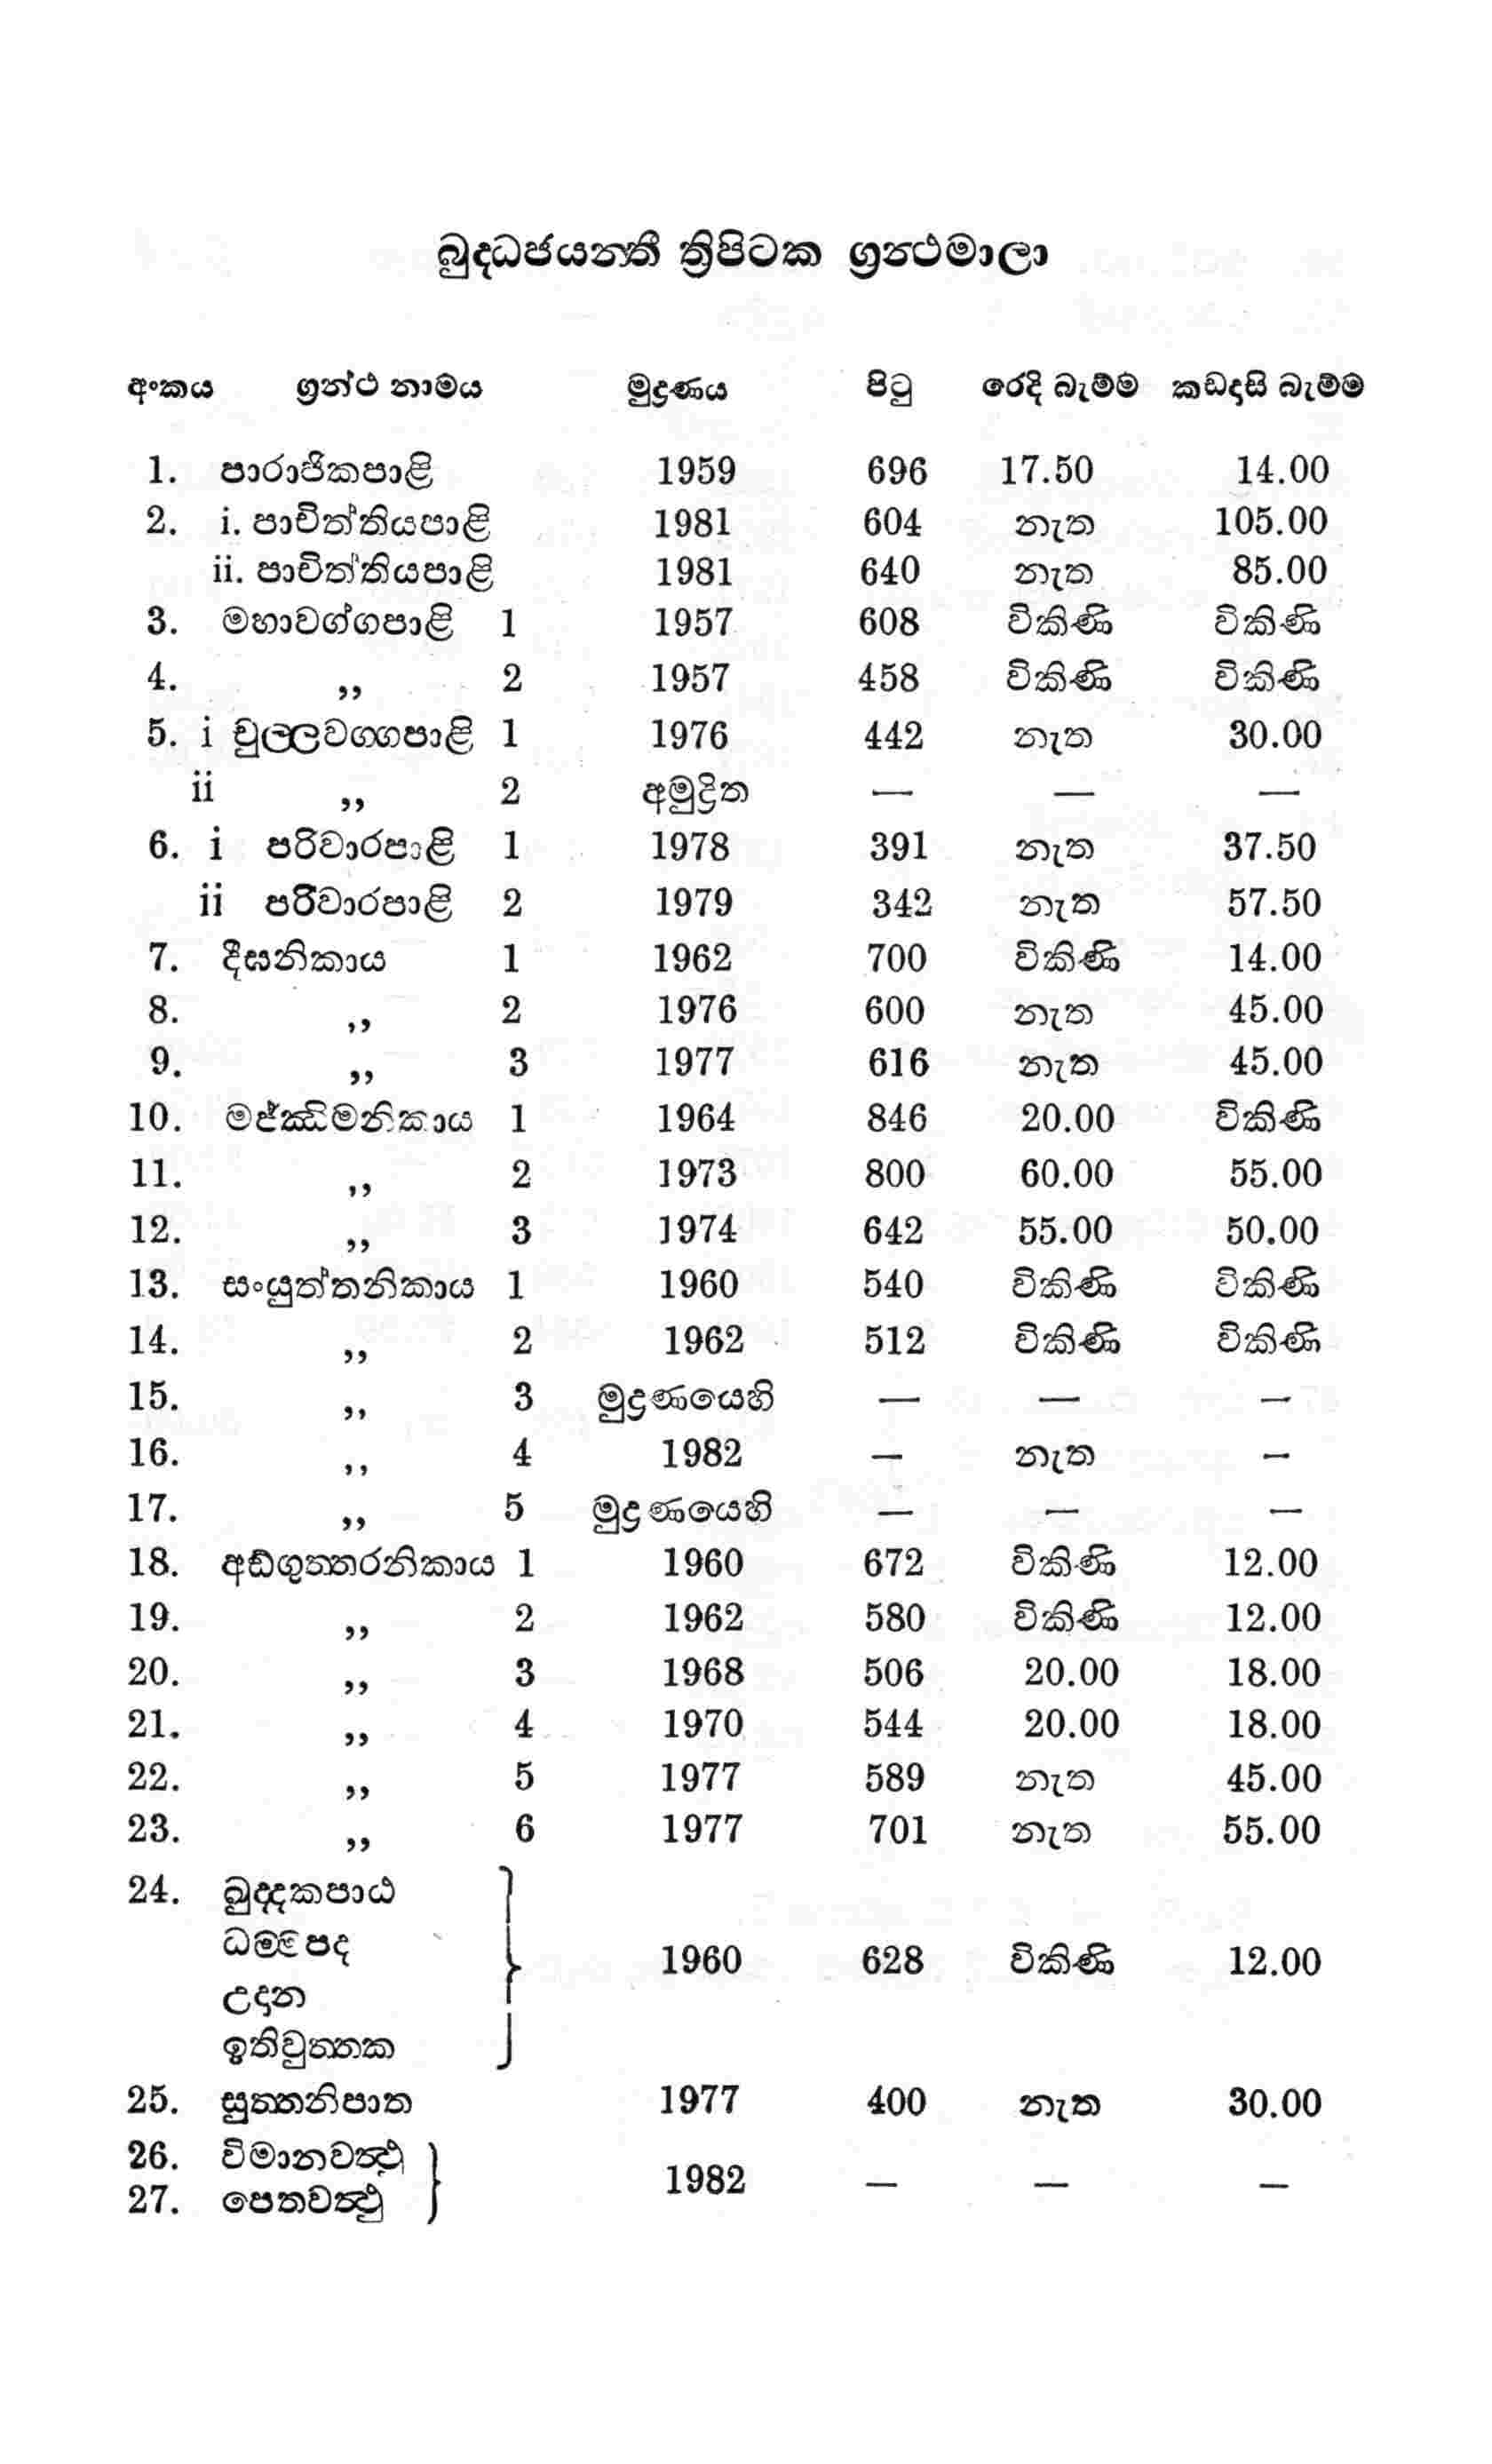 බුද්ධජයන්තී ත්‍රිපිටක ග්‍රන්ථමාලා
අංකය ග්‍රන්ථ නාමය මුද්‍රණය පිටු රෙදි බැම්ම කඩදාසි බැම්ම
1. පාරාජිකපාළි 1959 696 17.50 14.00
2. i. පාචිත්තියපාළි 1981 604 නැත 105.00
ii. පාචිත්තියපාළි 1981 640 නැත 85.00
3. මහාවග්ගපාළි 1 1957 608 විකිණි විකිණි
4. ,, 2 1957 458 විකිණි විකිණි
5. i චුල්ලවග්ගපාළි 1 1976 442 නැත 30.00
ii ,, 2 අමුද්‍රිත — — —
6. i පරිවාරපාළි 1 1978 391 නැත 37.50
ii පරිවාරපාළි 2 1979 342 නැත 57.50
7. දීඝනිකාය 1 1962 700 විකිණි 14.00
8. ,, 2 1976 600 නැත 45.00
9. ,, 3 1977 616 නැත 45.00
10. මජ්ඣිමනිකාය 1 1964 846 20.00 විකිණි
11. ,, 2 1973 800 60.00 55.00
12. ,, 3 1974 642 55.00 50.00
13. සංයුත්තනිකාය 1 1960 540 විකිණි විකිණි
14. ,, 2 1962 512 විකිණි විකිණි
15. ,, 3 මුද්‍රණයෙහි — — —
16. ,, 4 1982 — නැත —
17. ,, 5 මුද්‍රණයෙහි — — —
18. අඞ්ගුත්තරනිකාය 1 1960 672 විකිණි 12.00
19. ,, 2 1962 580 විකිණි 12.00
20. ,, 3 1968 506 20.00 18.00
21. ,, 4 1970 544 20.00 18.00
22. ,, 5 1977 589 නැත 45.00
23. ,, 6 1977 701 නැත 55.00
24. ඛුද්දකපාඨ
ධම්මපද
1960 628 විකිණි 12.00
උදාන
ඉතිවුත්තක
25. සුත්තනිපාත 1977 400 නැත 30.00
26. විමානවත්ථු
1982 — — —
27. පෙතවත්ථු